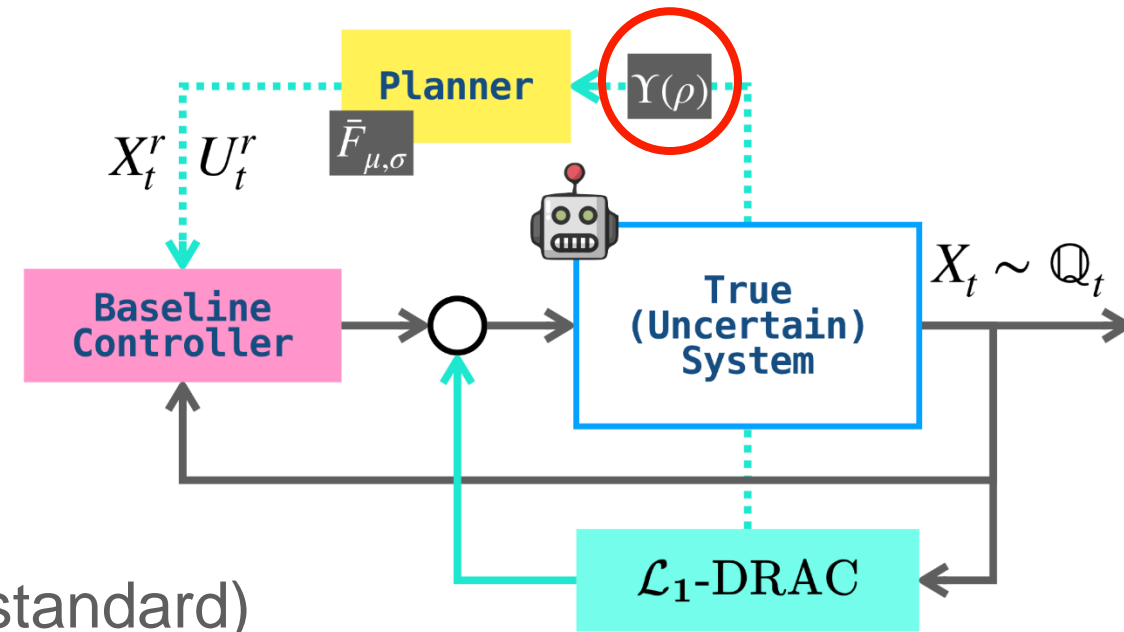 Planner
ϒ(ρ)
F̄μ,σ
Xₜʳ Uₜʳ
Baseline
Controller
True
(Uncertain)
System
Xₜ ~ ℚₜ
ℒ₁-DRAC
standard)